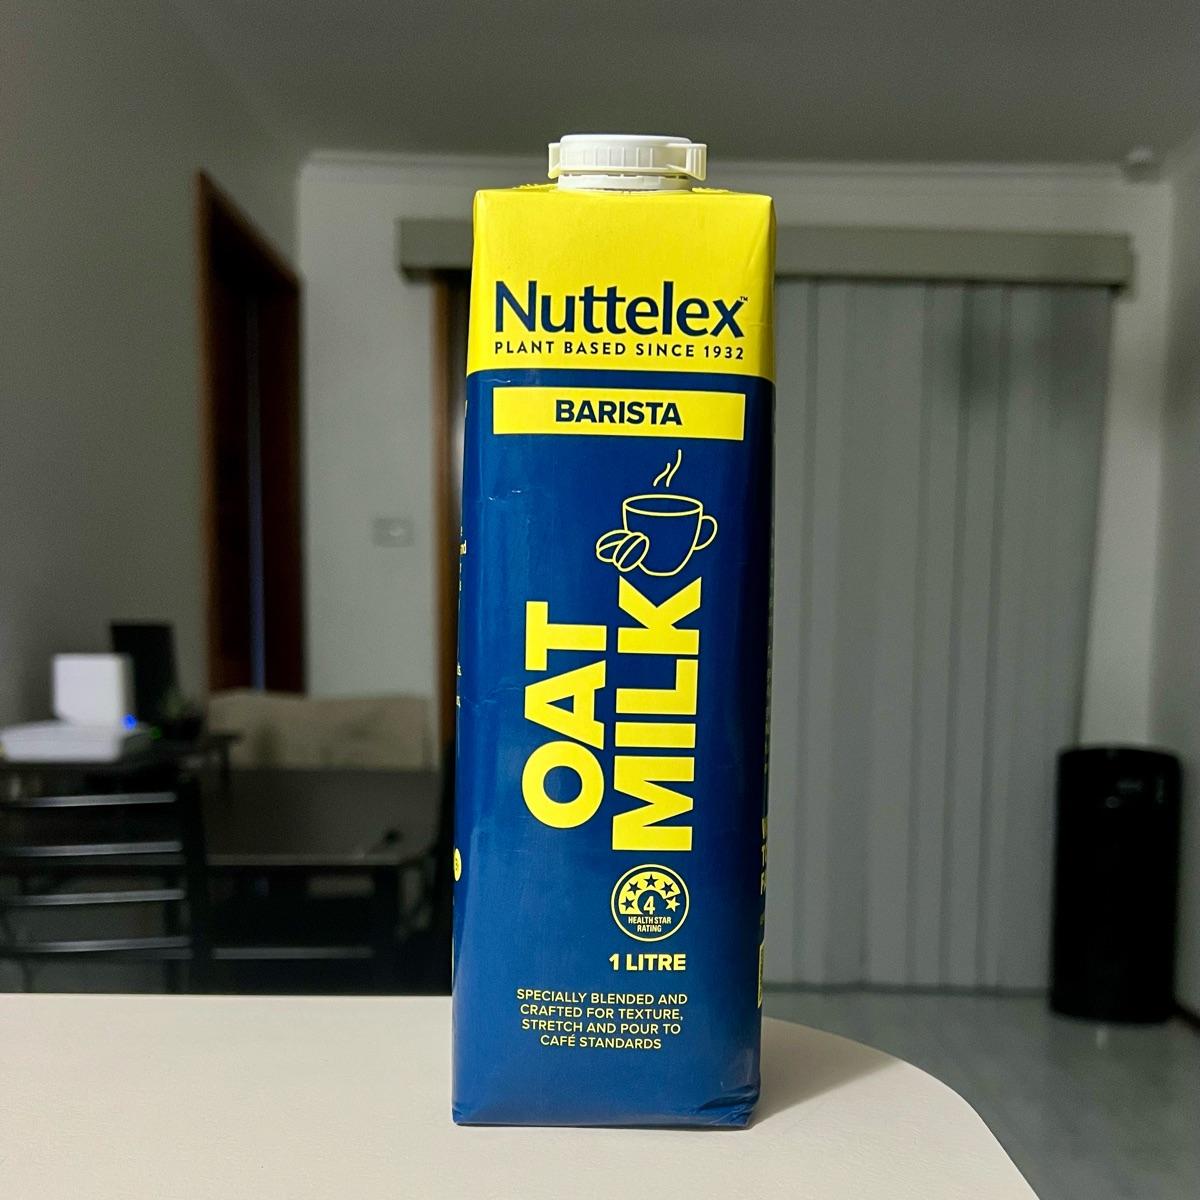 Nuttelex™
PLANT BASED SINCE 1932
BARISTA
OAT
MILK
4
HEALTH STAR
RATING
1 LITRE
SPECIALLY BLENDED AND
CRAFTED FOR TEXTURE,
STRETCH AND POUR TO
CAFÉ STANDARDS